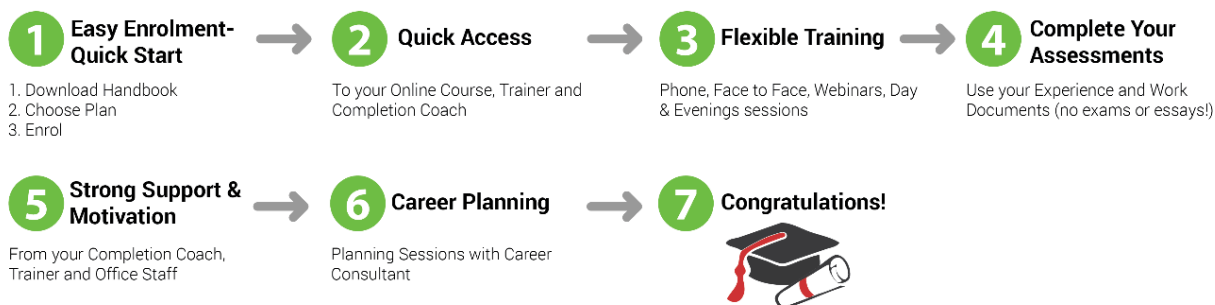 1
Easy Enrolment-
Quick Start
1. Download Handbook
2. Choose Plan
3. Enrol
2
Quick Access
To your Online Course, Trainer and
Completion Coach
3
Flexible Training
Phone, Face to Face, Webinars, Day
& Evenings sessions
4
Complete Your
Assessments
Use your Experience and Work
Documents (no exams or essays!)
5
Strong Support &
Motivation
From your Completion Coach,
Trainer and Office Staff
6
Career Planning
Planning Sessions with Career
Consultant
7
Congratulations!